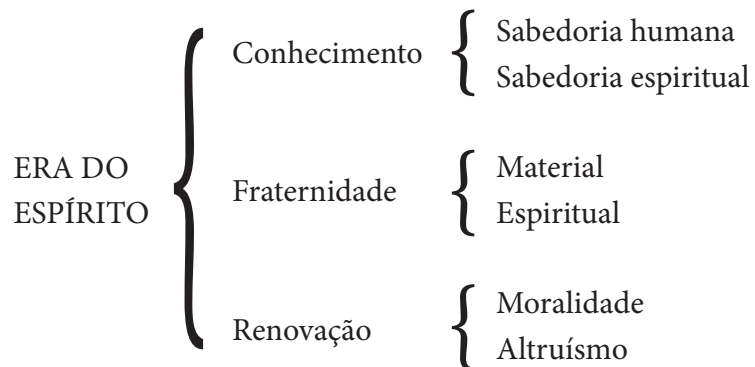 ERA DO
ESPÍRITO
Conhecimento
Sabedoria humana
Sabedoria espiritual
Fraternidade
Material
Espiritual
Renovação
Moralidade
Altruísmo